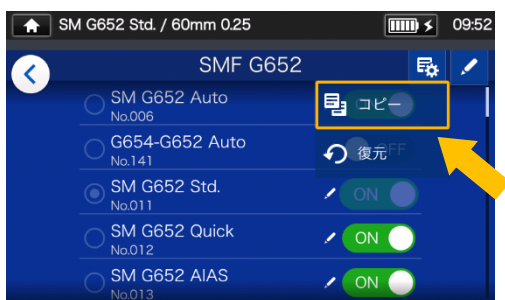 SM G652 Std. / 60mm 0.25
09:52
SMF G652
SM G652 Auto
No.006
コピー
G654-G652 Auto
No.141
復元
FF
SM G652 Std.
No.011
ON
SM G652 Quick
No.012
ON
SM G652 AIAS
No.013
ON